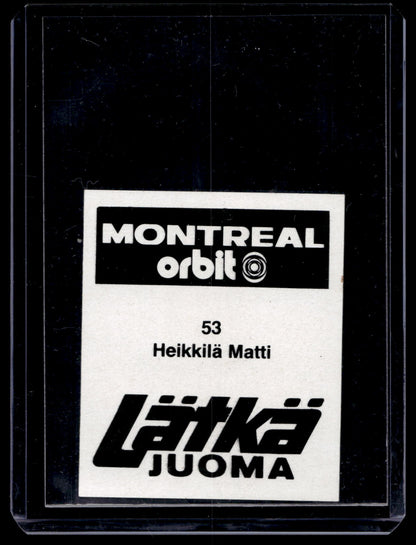 MONTREAL
orbit
53
Heikkilä Matti
Lätkä
JUOMA